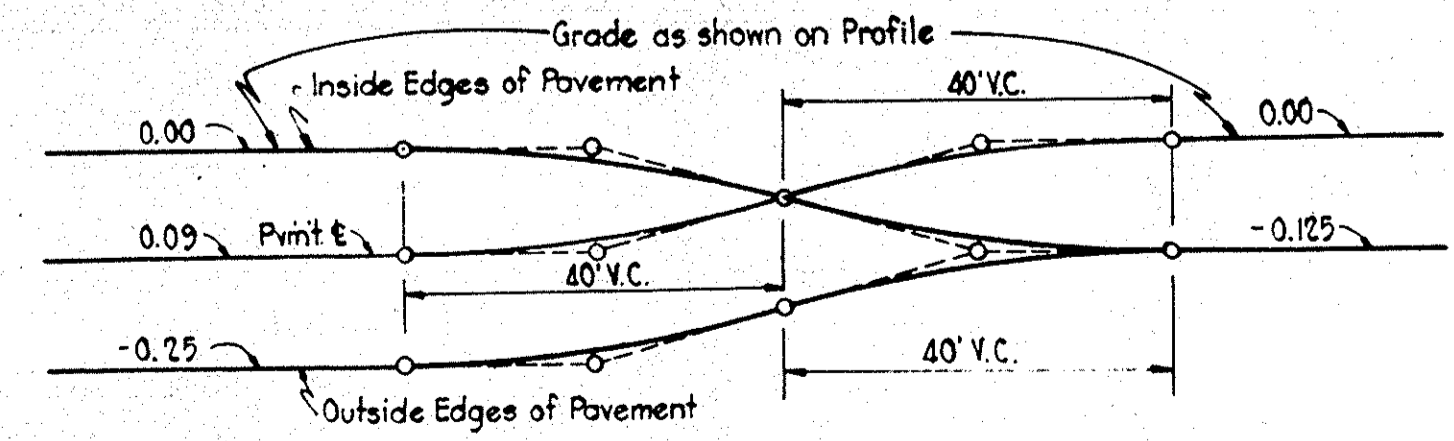 Grade as shown on Profile
Inside Edges of Pavement
40' V.C.
0.00
0.00
0.09
Pvm't. ℄
-0.125
40' V.C.
-0.25
40' V.C.
Outside Edges of Pavement